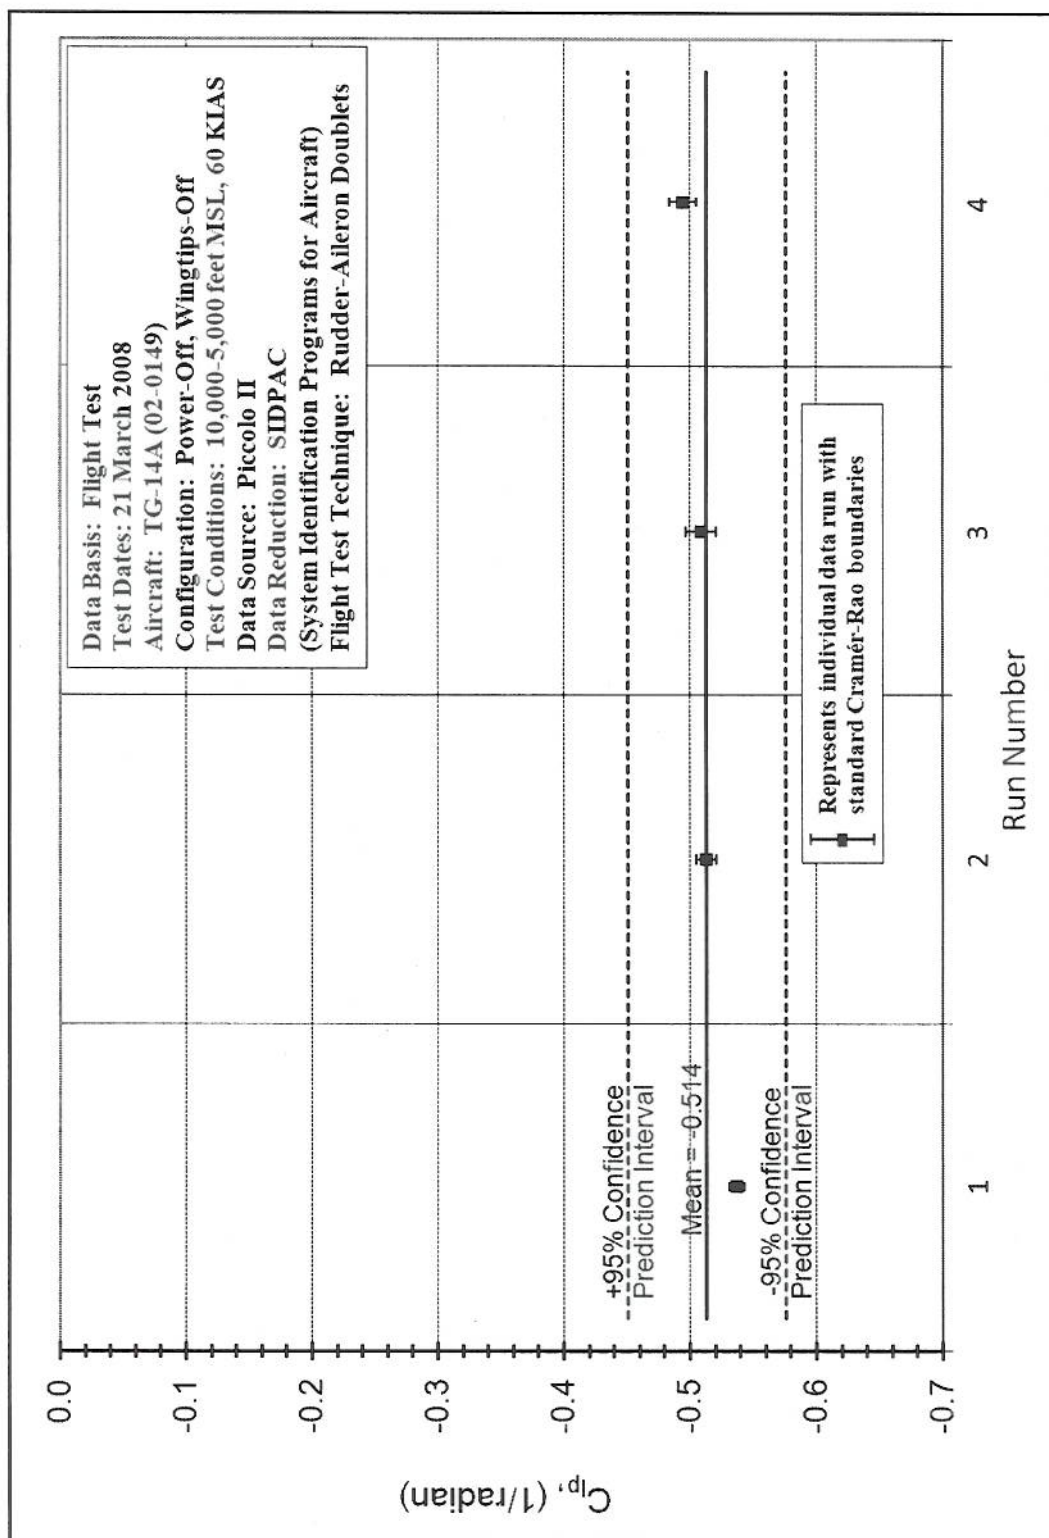 Data Basis: Flight Test
Test Dates: 21 March 2008
Aircraft: TG-14A (02-0149)
Configuration: Power-Off, Wingtips-Off
Test Conditions: 10,000-5,000 feet MSL, 60 KIAS
Data Source: Piccolo II
Data Reduction: SIDPAC
(System Identification Programs for Aircraft)
Flight Test Technique: Rudder-Aileron Doublets
0.0
-0.1
-0.2
-0.3
-0.4
-0.5
-0.6
-0.7
Clp, (1/radian)
+95% Confidence
Prediction Interval
Mean = -0.514
-95% Confidence
Prediction Interval
Represents individual data run with
standard Cramér-Rao boundaries
1
2
3
4
Run Number